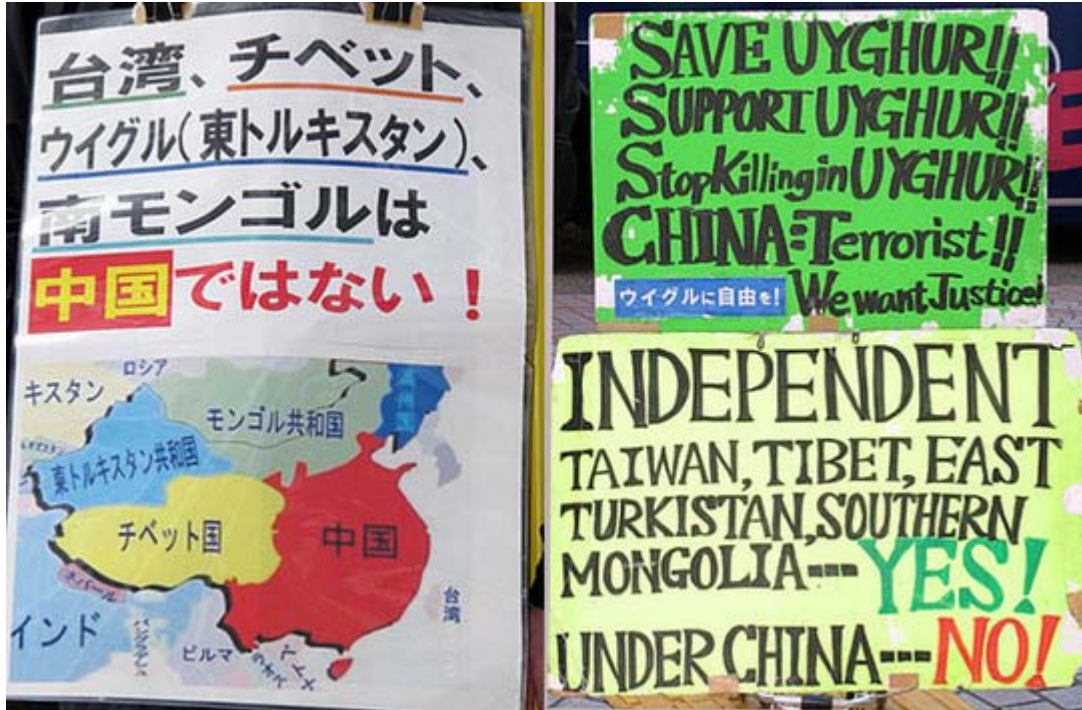 台湾、チベット、
ウイグル(東トルキスタン)、
南モンゴルは
中国ではない!
ロシア
キスタン
モンゴル共和国
東トルキスタン共和国
チベット国
中国
ネパール
台湾
インド
ビルマ
SAVE UYGHUR!!
SUPPORT UYGHUR!!
StopKillinginUYGHUR!!
CHINA=Terrorist!!
ウイグルに自由を!
We want Justice!
INDEPENDENT
TAIWAN, TIBET, EAST
TURKISTAN, SOUTHERN
MONGOLIA---YES!
UNDER CHINA---NO!